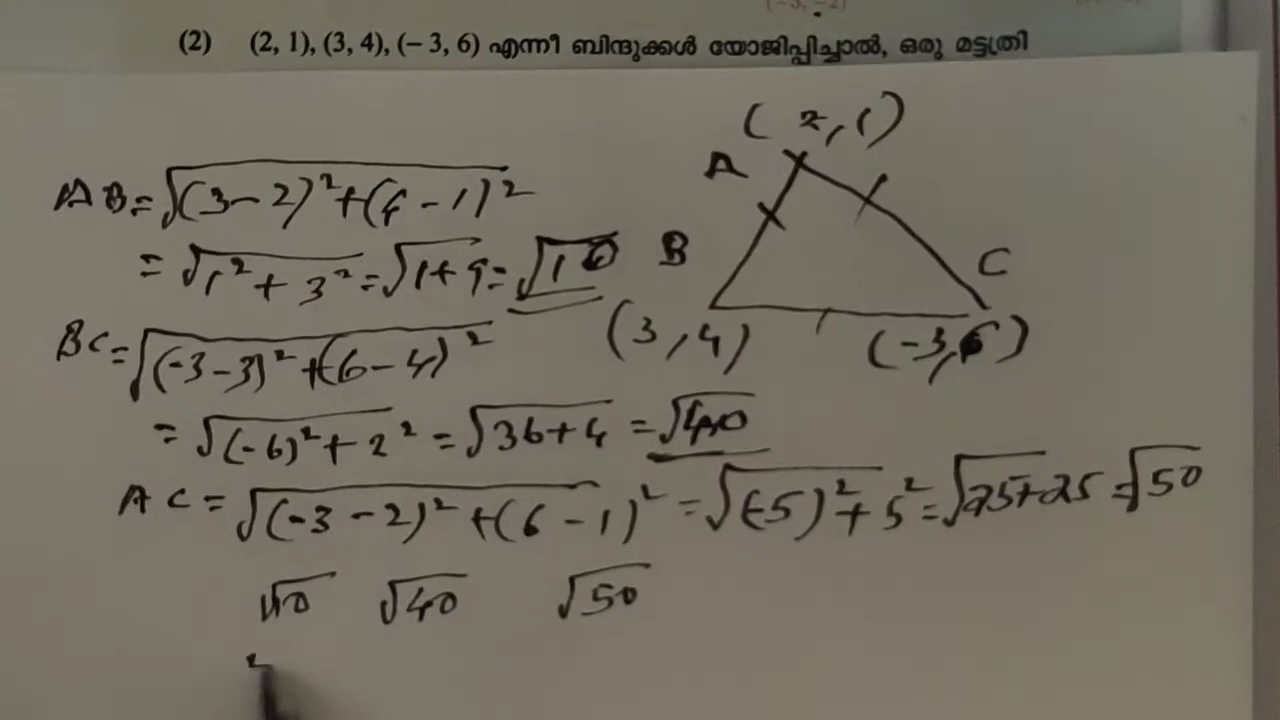 (2) (2, 1), (3, 4), (– 3, 6) എന്നീ ബിന്ദുക്കൾ യോജിപ്പിച്ചാൽ, ഒരു മട്ടത്രി
(2, 1)
A
AB = √(3-2)² + (4-1)²
= √1² + 3² = √1+9 = √10
B
C
(3, 4)
(-3, 6)
BC = √(-3-3)² + (6-4)²
= √(-6)² + 2² = √36+4 = √40
AC = √(-3-2)² + (6-1)² = √(-5)² + 5² = √25+25 = √50
√10 √40 √50